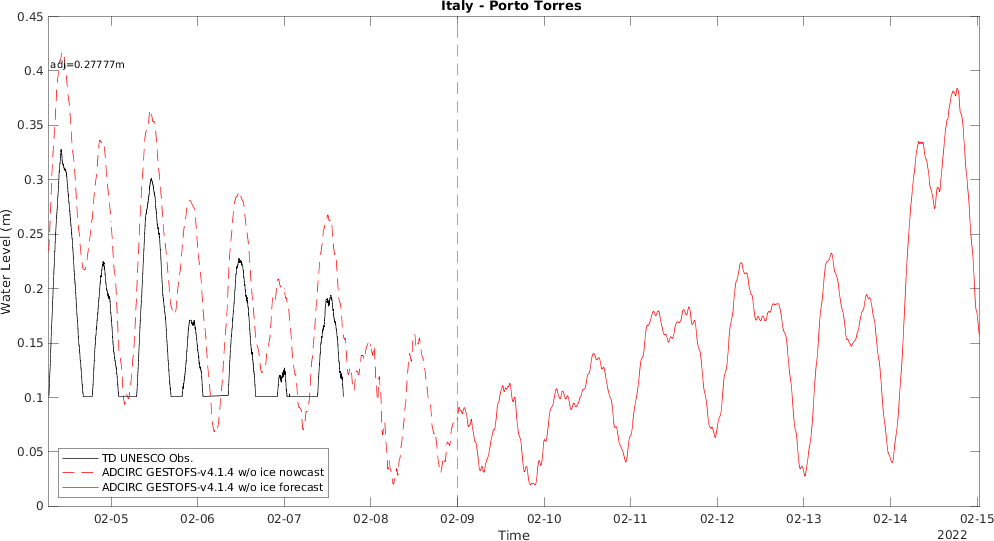 Italy - Porto Torres
0.45
0.4
0.35
0.3
0.25
0.2
0.15
0.1
0.05
0
Water Level (m)
adj=0.27777m
TD UNESCO Obs.
ADCIRC GESTOFS-v4.1.4 w/o ice nowcast
ADCIRC GESTOFS-v4.1.4 w/o ice forecast
02-05 02-06 02-07 02-08 02-09 02-10 02-11 02-12 02-13 02-14 02-15
Time
2022